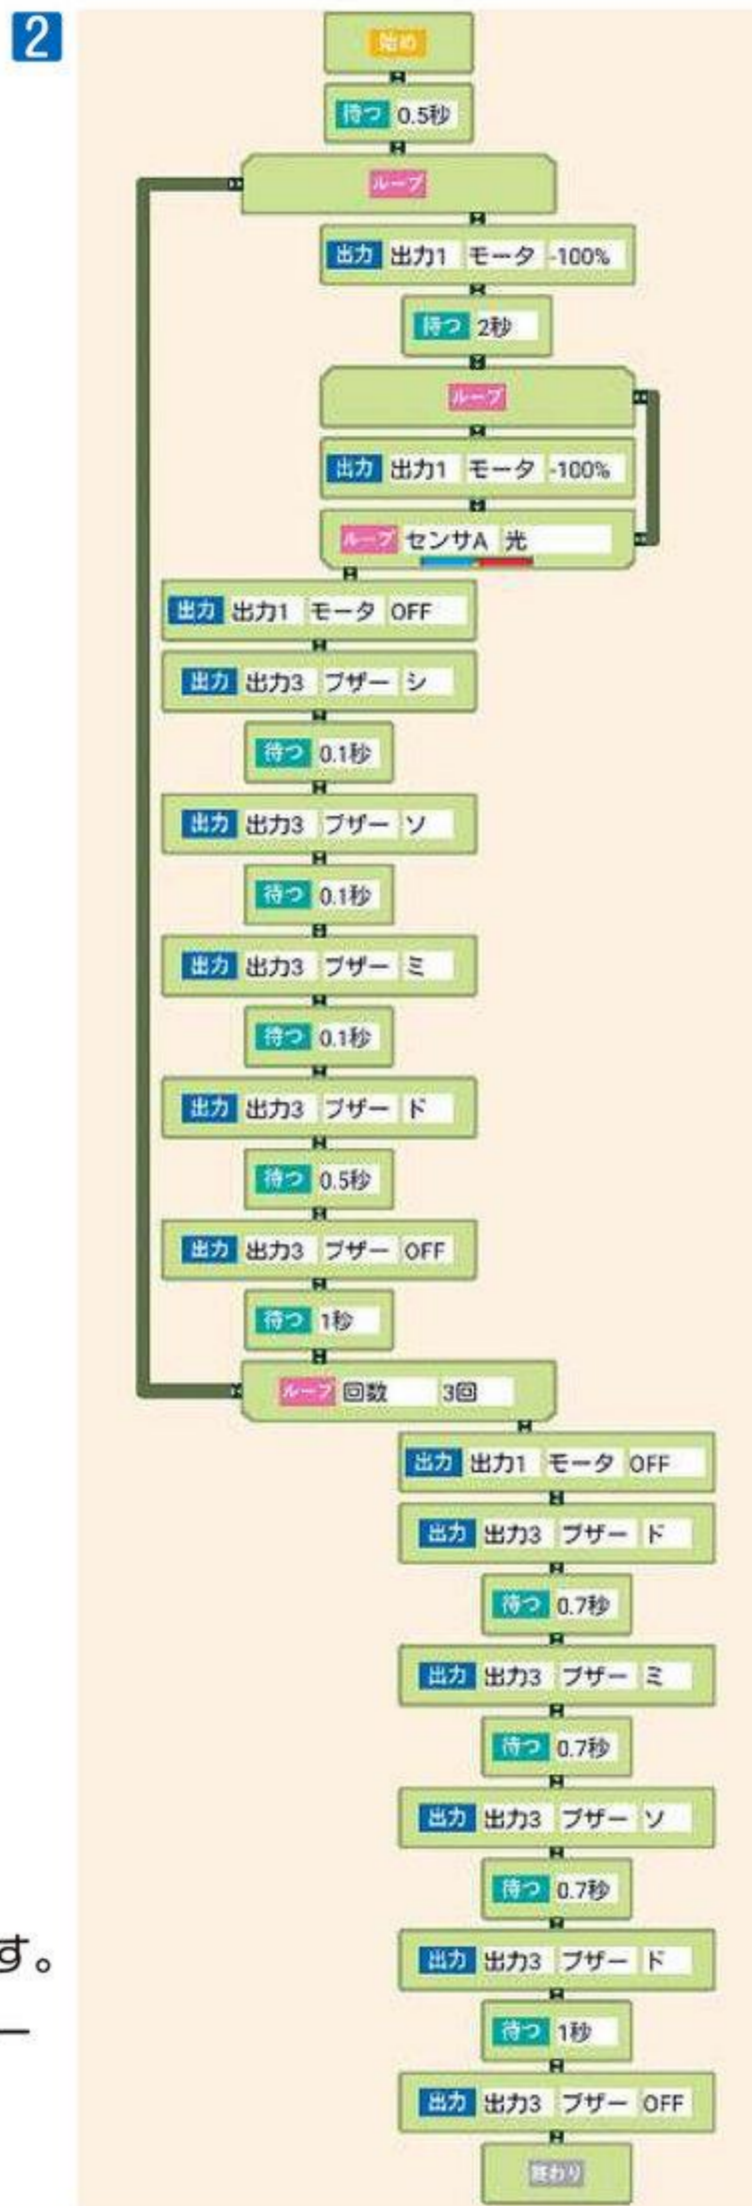 2
始め
待つ 0.5秒
ループ
出力 出力1 モータ -100%
待つ 2秒
ループ
出力 出力1 モータ -100%
ループ センサA 光
出力 出力1 モータ OFF
出力 出力3 ブザー シ
待つ 0.1秒
出力 出力3 ブザー ソ
待つ 0.1秒
出力 出力3 ブザー ミ
待つ 0.1秒
出力 出力3 ブザー ド
待つ 0.5秒
出力 出力3 ブザー OFF
待つ 1秒
ループ 回数 3回
出力 出力1 モータ OFF
出力 出力3 ブザー ド
待つ 0.7秒
出力 出力3 ブザー ミ
待つ 0.7秒
出力 出力3 ブザー ソ
待つ 0.7秒
す。
出力 出力3 ブザー ド
ー
待つ 1秒
出力 出力3 ブザー OFF
終わり